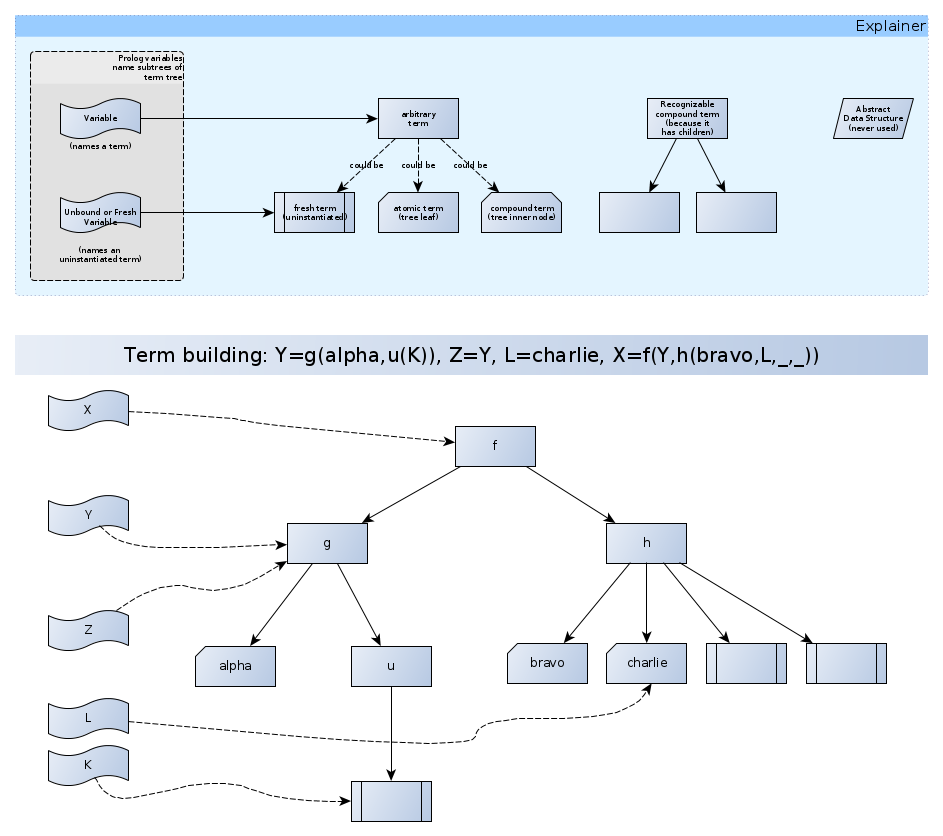 Explainer
Prolog variables
name subtrees of
term tree
Variable
(names a term)
arbitrary
term
Recognizable
compound term
(because it
has children)
Abstract
Data Structure
(never used)
could be
could be
could be
Unbound or Fresh
Variable
(names an
uninstantiated term)
fresh term
(uninstantiated)
atomic term
(tree leaf)
compound term
(tree inner node)
Term building: Y=g(alpha,u(K)), Z=Y, L=charlie, X=f(Y,h(bravo,L,_,_))
X
f
Y
g
h
Z
alpha
u
bravo
charlie
L
K